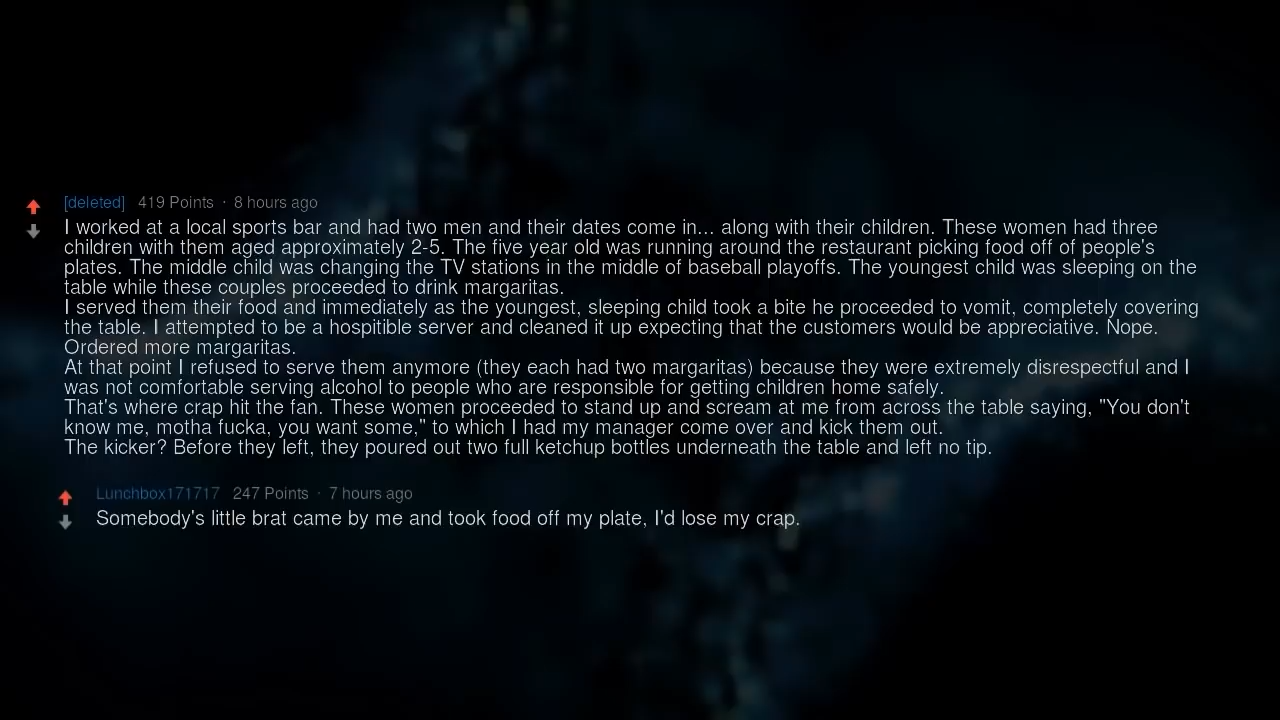 [deleted] 419 Points · 8 hours ago
I worked at a local sports bar and had two men and their dates come in... along with their children. These women had three
children with them aged approximately 2-5. The five year old was running around the restaurant picking food off of people's
plates. The middle child was changing the TV stations in the middle of baseball playoffs. The youngest child was sleeping on the
table while these couples proceeded to drink margaritas.
I served them their food and immediately as the youngest, sleeping child took a bite he proceeded to vomit, completely covering
the table. I attempted to be a hospitible server and cleaned it up expecting that the customers would be appreciative. Nope.
Ordered more margaritas.
At that point I refused to serve them anymore (they each had two margaritas) because they were extremely disrespectful and I
was not comfortable serving alcohol to people who are responsible for getting children home safely.
That's where crap hit the fan. These women proceeded to stand up and scream at me from across the table saying, "You don't
know me, motha fucka, you want some," to which I had my manager come over and kick them out.
The kicker? Before they left, they poured out two full ketchup bottles underneath the table and left no tip.
Lunchbox171717 247 Points · 7 hours ago
Somebody's little brat came by me and took food off my plate, I'd lose my crap.